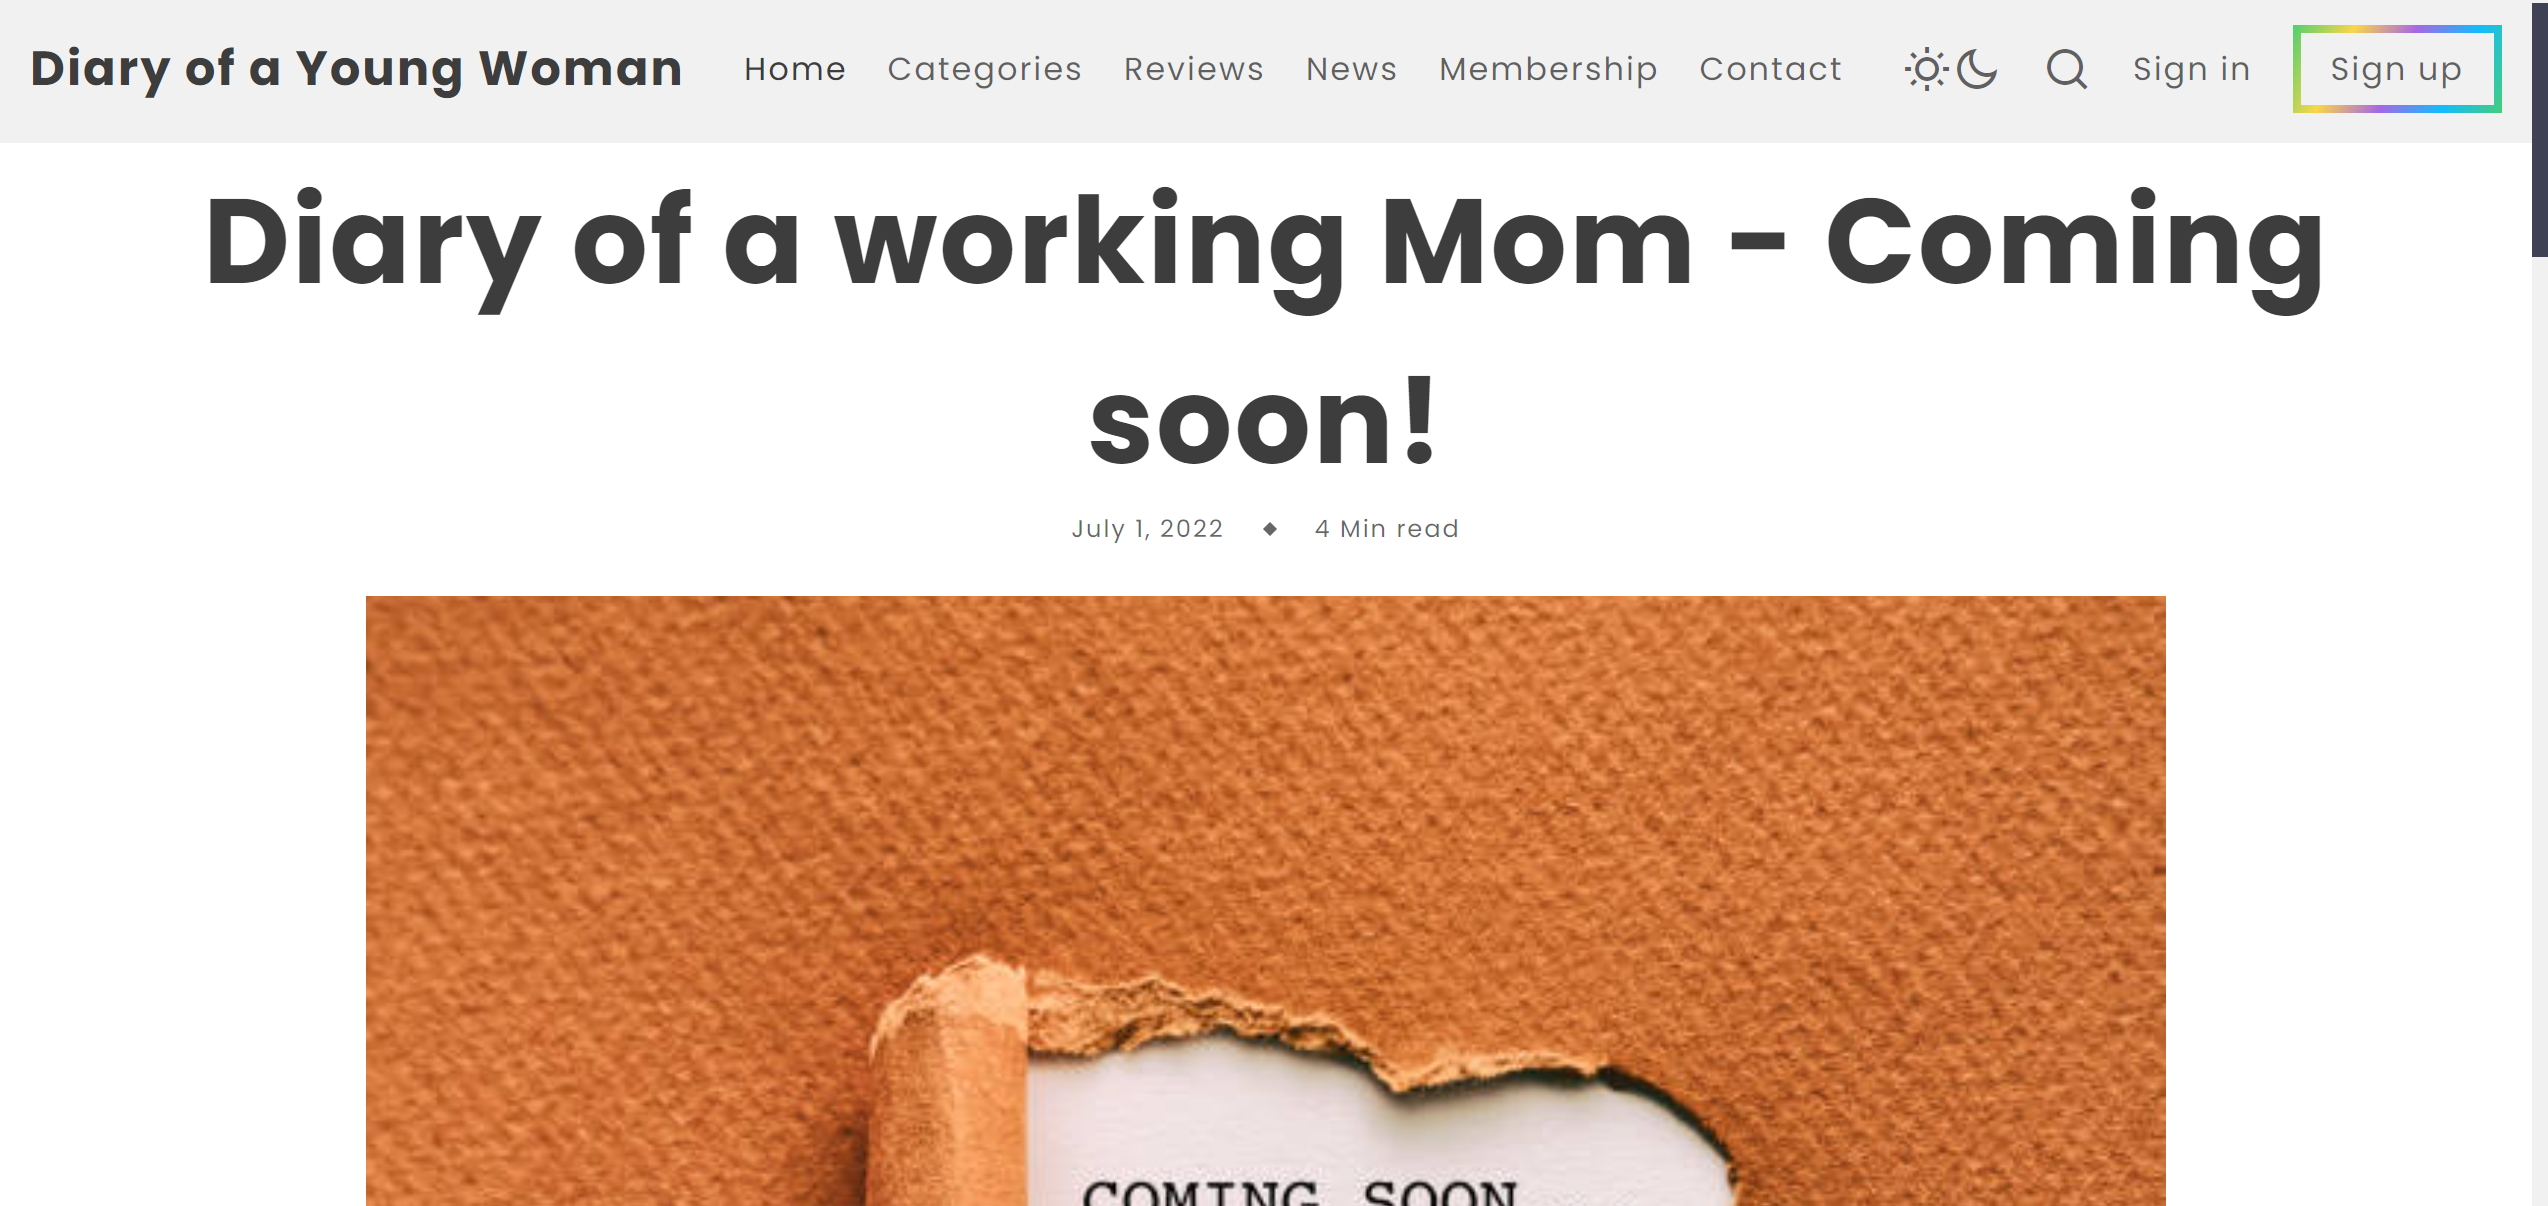 Diary of a Young Woman Home Categories Reviews News Membership Contact Sign in Sign up
Diary of a working Mom - Coming
soon!
July 1, 2022 ◆ 4 Min read
COMING SOON